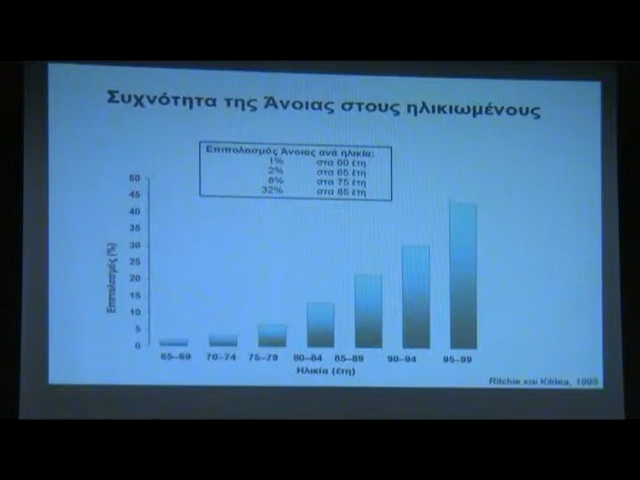 Συχνότητα της Άνοιας στους ηλικιωμένους
Επιπολασμός Άνοιας ανά ηλικία:
1% στα 60 έτη
2% στα 65 έτη
8% στα 75 έτη
32% στα 85 έτη
50
45
40
35
30
25
20
15
10
5
0
Επιπολασμός (%)
65–69 70–74 75–79 80–84 85–89 90–94 95–99
Ηλικία (έτη)
Ritchie και